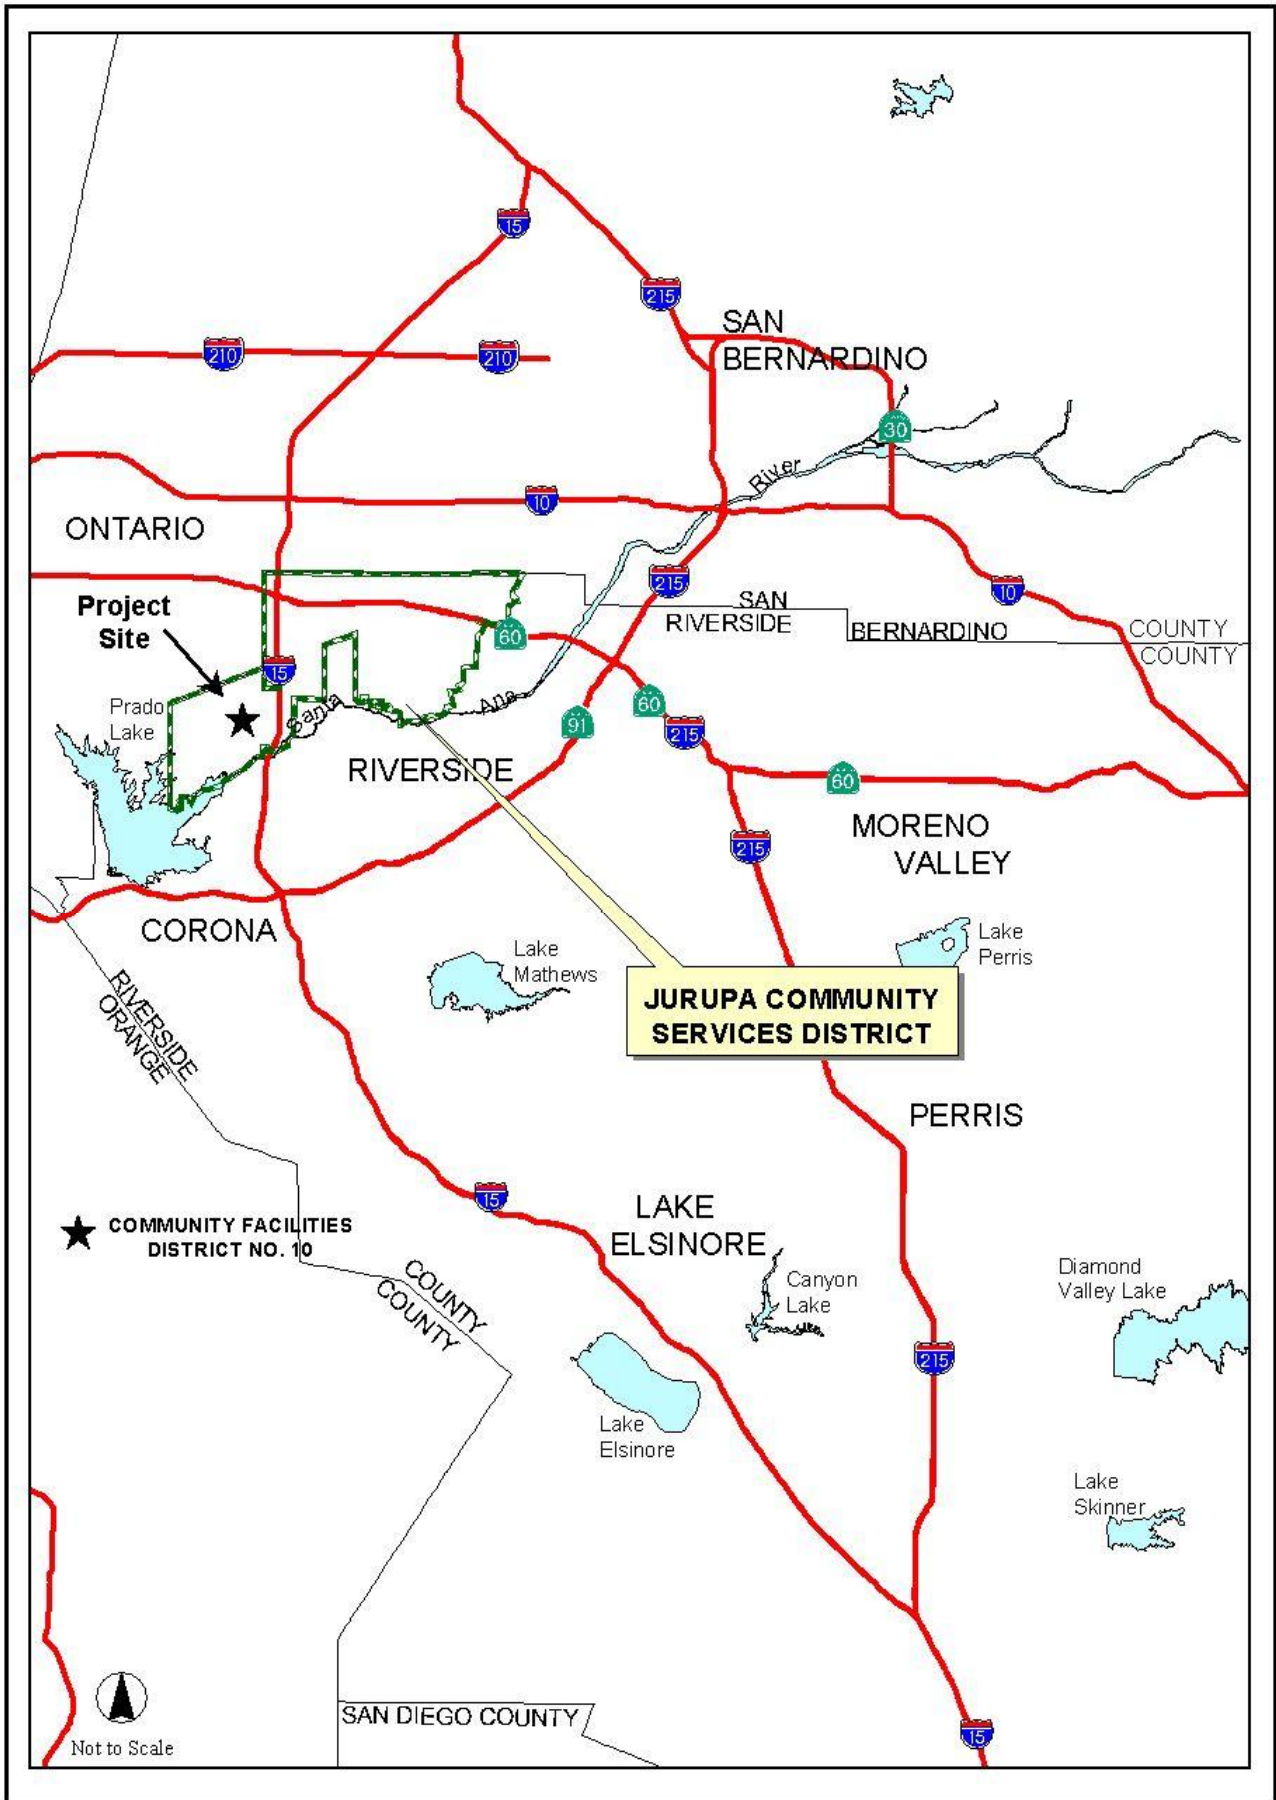 15
215
SAN
BERNARDINO
210
210
30
River
10
ONTARIO
215
10
Project
Site
SAN
RIVERSIDE
BERNARDINO
COUNTY
COUNTY
60
15
Prado
Lake
Santa
Ana
60
91
215
RIVERSIDE
60
MORENO
VALLEY
215
CORONA
Lake
Mathews
Lake
Perris
JURUPA COMMUNITY
SERVICES DISTRICT
RIVERSIDE
ORANGE
PERRIS
15
LAKE
ELSINORE
COMMUNITY FACILITIES
DISTRICT NO. 10
COUNTY
COUNTY
Canyon
Lake
Diamond
Valley Lake
215
Lake
Elsinore
Lake
Skinner
SAN DIEGO COUNTY
15
Not to Scale